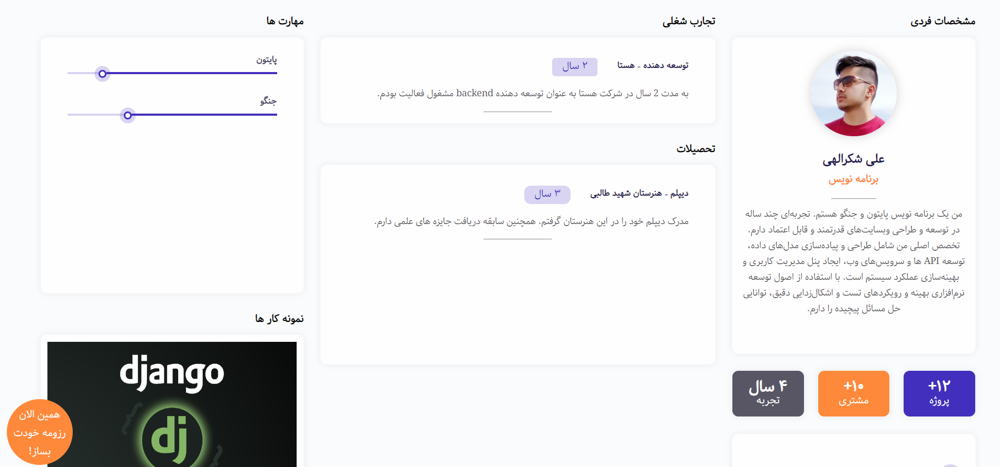 مشخصات فردی
علی شکرالهی
برنامه نویس
من یک برنامه نویس پایتون و جنگو هستم. تجربه‌ای چند ساله
در توسعه و طراحی وبسایت‌های قدرتمند و قابل اعتماد دارم.
تخصص اصلی من شامل طراحی و پیاده‌سازی مدل‌های داده،
توسعه API ها و سرویس‌های وب، ایجاد پنل مدیریت کاربری و
بهینه‌سازی عملکرد سیستم است. با استفاده از اصول توسعه
نرم‌افزاری بهینه و رویکردهای تست و اشکال‌زدایی دقیق، توانایی
حل مسائل پیچیده را دارم.
۱۲+
پروژه
۱۰+
مشتری
۴ سال
تجربه
تجارب شغلی
توسعه دهنده - هستا
۲ سال
به مدت 2 سال در شرکت هستا به عنوان توسعه دهنده backend مشغول فعالیت بودم.
تحصیلات
دیپلم - هنرستان شهید طالبی
۳ سال
مدرک دیپلم خود را در این هنرستان گرفتم. همچنین سابقه دریافت جایزه های علمی دارم.
مهارت ها
پایتون
جنگو
نمونه کار ها
django
dj
همین الان
رزومه خودت
بساز!